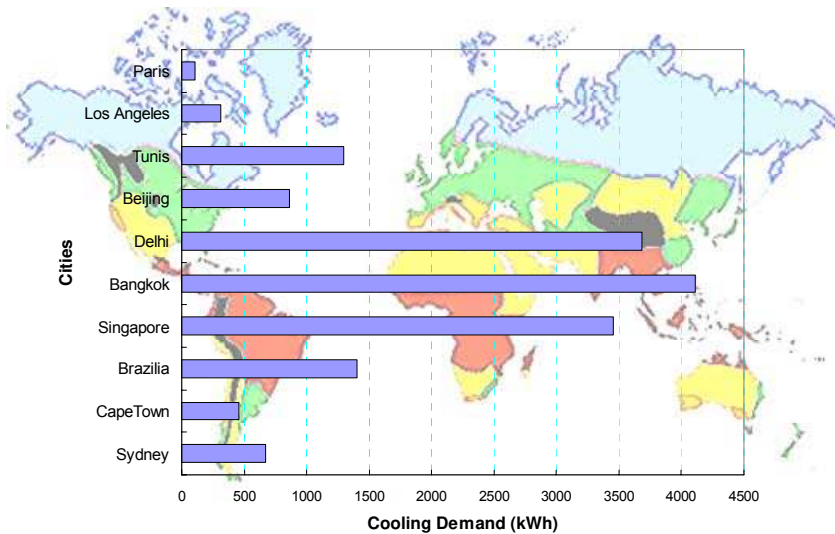 Paris
Los Angeles
Tunis
Beijing
Delhi
Bangkok
Singapore
Brazilia
CapeTown
Sydney
Cities
0 500 1000 1500 2000 2500 3000 3500 4000 4500
Cooling Demand (kWh)